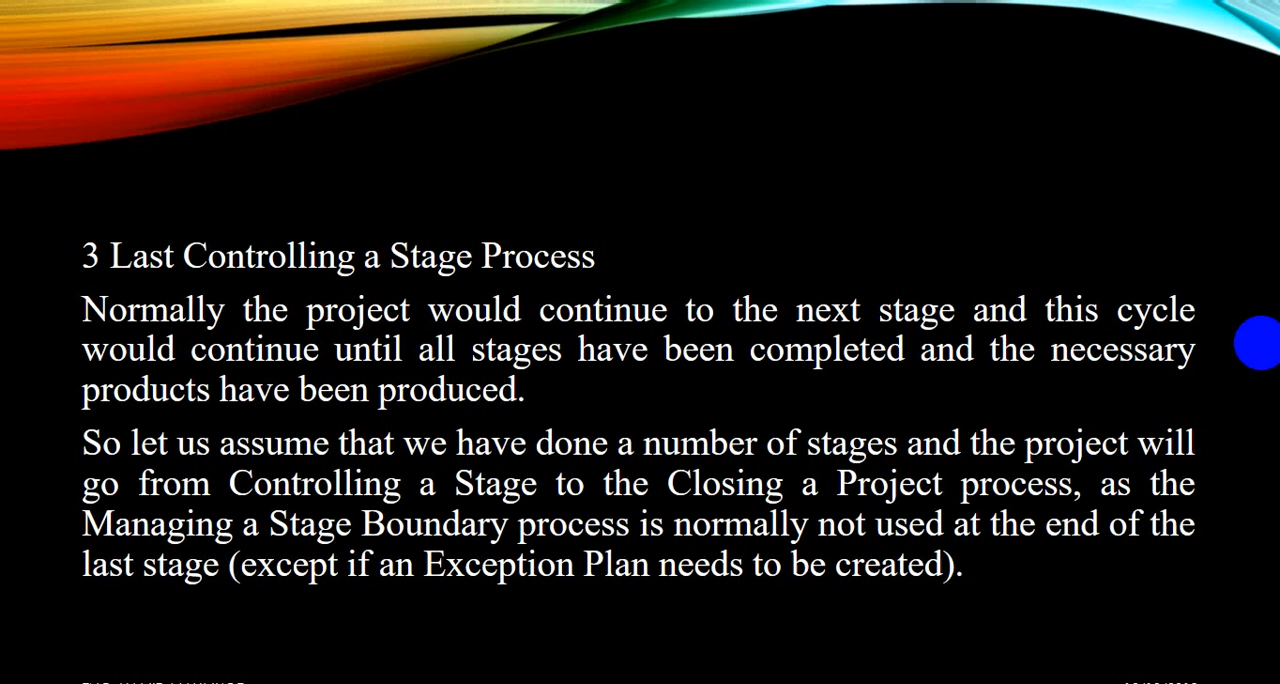 3 Last Controlling a Stage Process
Normally the project would continue to the next stage and this cycle
would continue until all stages have been completed and the necessary
products have been produced.
So let us assume that we have done a number of stages and the project will
go from Controlling a Stage to the Closing a Project process, as the
Managing a Stage Boundary process is normally not used at the end of the
last stage (except if an Exception Plan needs to be created).